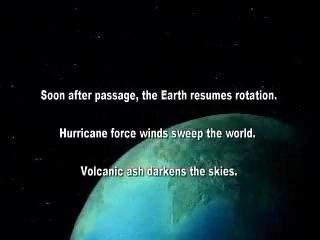 Soon after passage, the Earth resumes rotation.
Hurricane force winds sweep the world.
Volcanic ash darkens the skies.